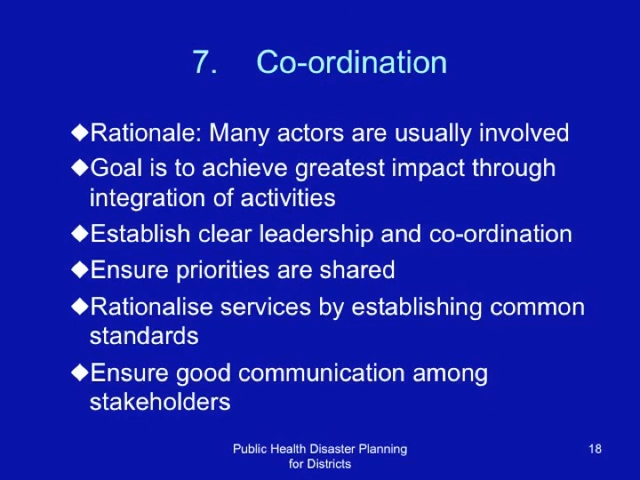 7. Co-ordination
◆Rationale: Many actors are usually involved
◆Goal is to achieve greatest impact through
integration of activities
◆Establish clear leadership and co-ordination
◆Ensure priorities are shared
◆Rationalise services by establishing common
standards
◆Ensure good communication among
stakeholders
Public Health Disaster Planning
for Districts
18